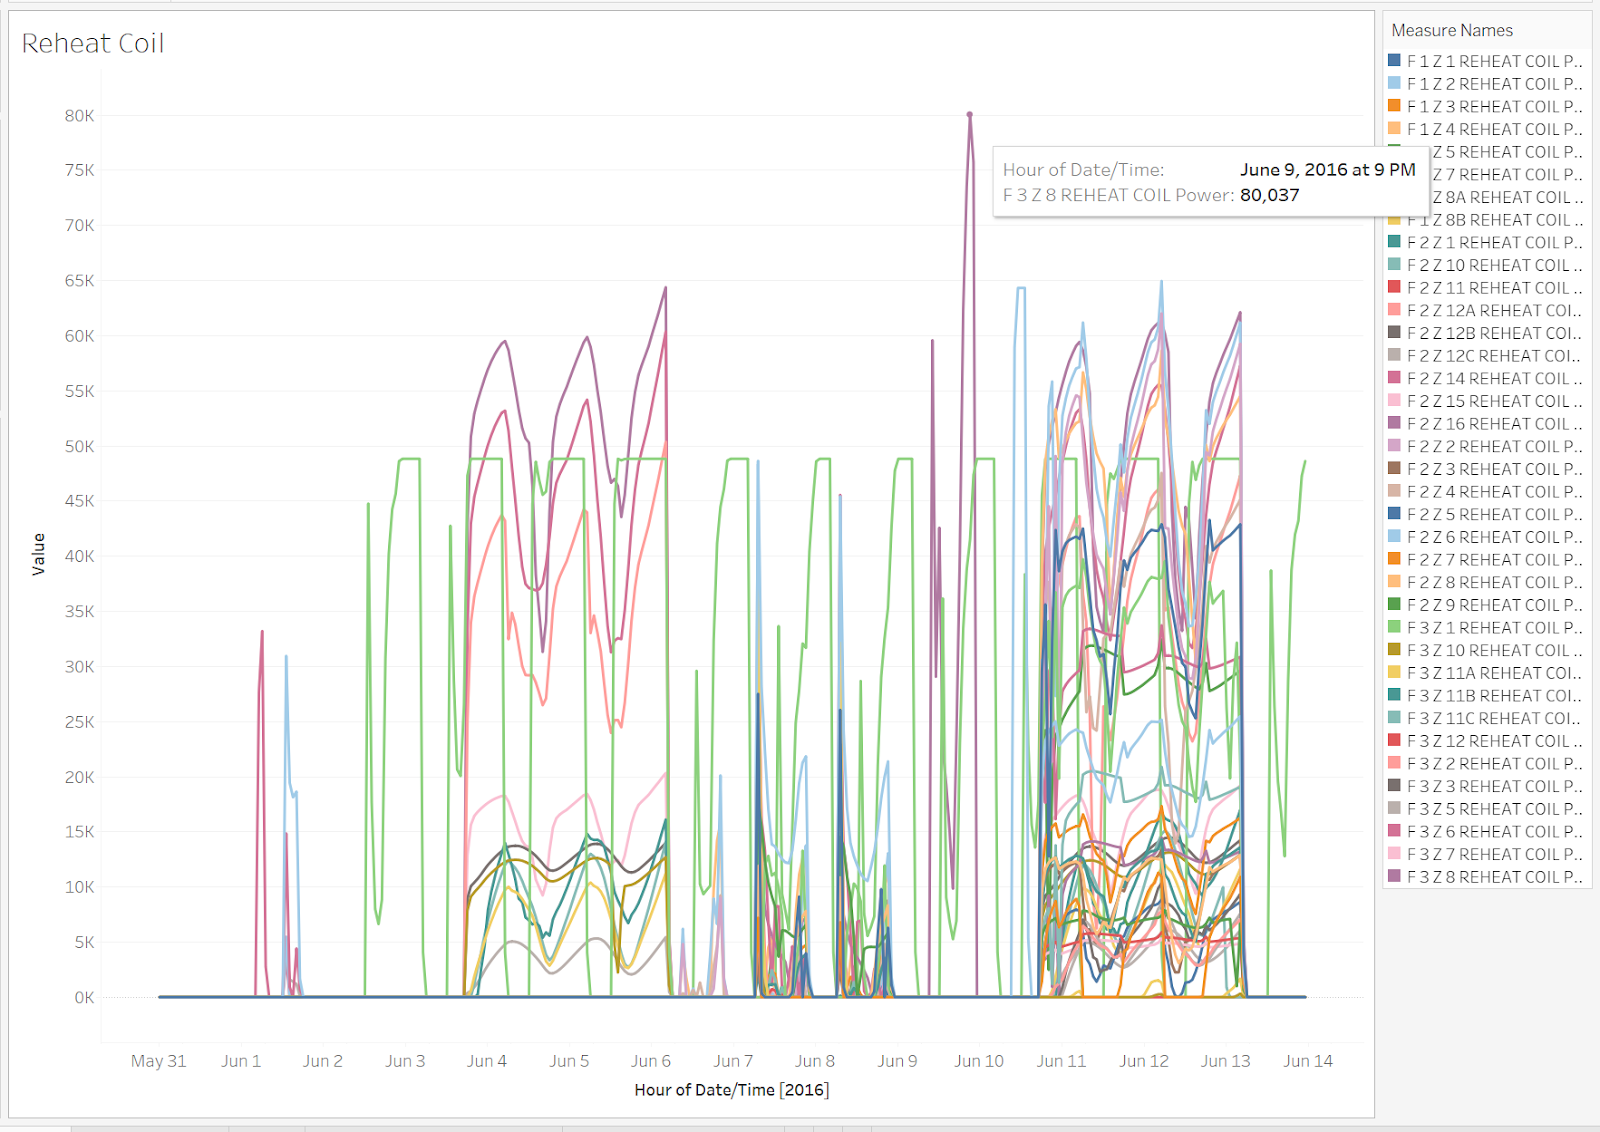 Reheat Coil
80K
75K
70K
65K
60K
55K
50K
45K
40K
35K
30K
25K
20K
15K
10K
5K
0K
Value
May 31
Jun 1
Jun 2
Jun 3
Jun 4
Jun 5
Jun 6
Jun 7
Jun 8
Jun 9
Jun 10
Jun 11
Jun 12
Jun 13
Jun 14
Hour of Date/Time [2016]
Hour of Date/Time: June 9, 2016 at 9 PM
F 3 Z 8 REHEAT COIL Power: 80,037
Measure Names
F 1 Z 1 REHEAT COIL P..
F 1 Z 2 REHEAT COIL P..
F 1 Z 3 REHEAT COIL P..
F 1 Z 4 REHEAT COIL P..
Z 5 REHEAT COIL P..
Z 7 REHEAT COIL P..
8A REHEAT COIL ..
F 1 Z 8B REHEAT COIL ..
F 2 Z 1 REHEAT COIL P..
F 2 Z 10 REHEAT COIL ..
F 2 Z 11 REHEAT COIL ..
F 2 Z 12A REHEAT COI..
F 2 Z 12B REHEAT COI..
F 2 Z 12C REHEAT COI..
F 2 Z 14 REHEAT COIL ..
F 2 Z 15 REHEAT COIL ..
F 2 Z 16 REHEAT COIL ..
F 2 Z 2 REHEAT COIL P..
F 2 Z 3 REHEAT COIL P..
F 2 Z 4 REHEAT COIL P..
F 2 Z 5 REHEAT COIL P..
F 2 Z 6 REHEAT COIL P..
F 2 Z 7 REHEAT COIL P..
F 2 Z 8 REHEAT COIL P..
F 2 Z 9 REHEAT COIL P..
F 3 Z 1 REHEAT COIL P..
F 3 Z 10 REHEAT COIL ..
F 3 Z 11A REHEAT COI..
F 3 Z 11B REHEAT COI..
F 3 Z 11C REHEAT COI..
F 3 Z 12 REHEAT COIL ..
F 3 Z 2 REHEAT COIL P..
F 3 Z 3 REHEAT COIL P..
F 3 Z 5 REHEAT COIL P..
F 3 Z 6 REHEAT COIL P..
F 3 Z 7 REHEAT COIL P..
F 3 Z 8 REHEAT COIL P..